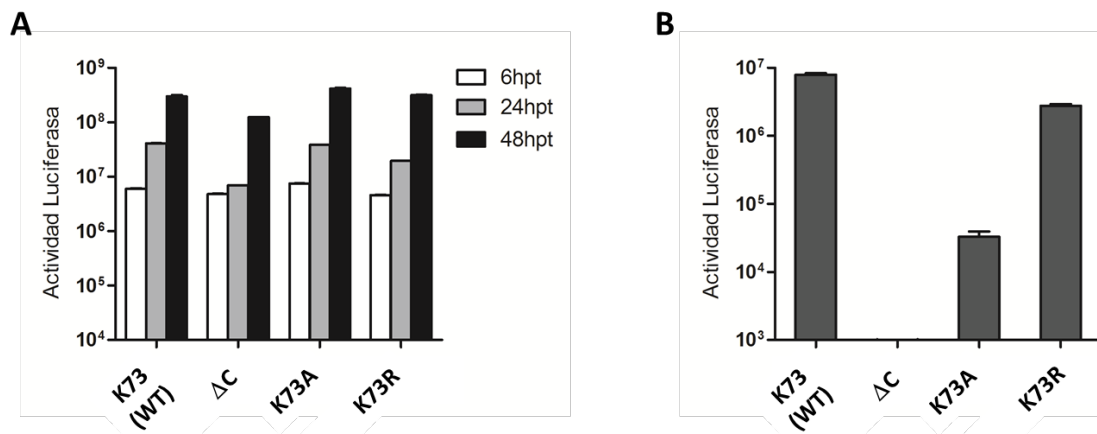 A
Actividad Luciferasa
10⁹
10⁸
10⁷
10⁶
10⁵
10⁴
K73
(WT)
ΔC
K73A
K73R
6hpt
24hpt
48hpt
B
Actividad Luciferasa
10⁷
10⁶
10⁵
10⁴
10³
K73
(WT)
ΔC
K73A
K73R